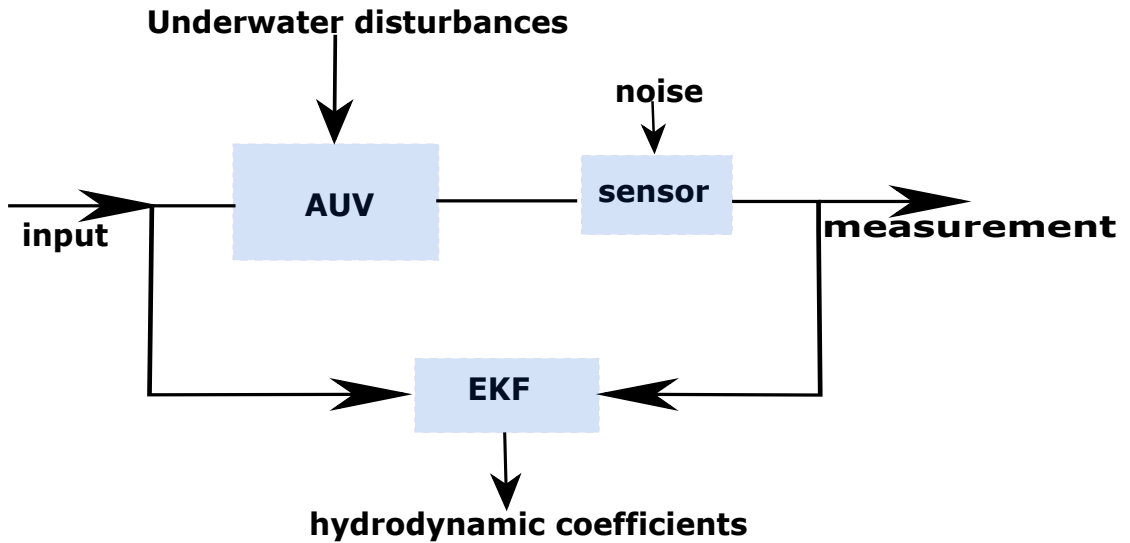 Underwater disturbances
noise
AUV
sensor
input
measurement
EKF
hydrodynamic coefficients